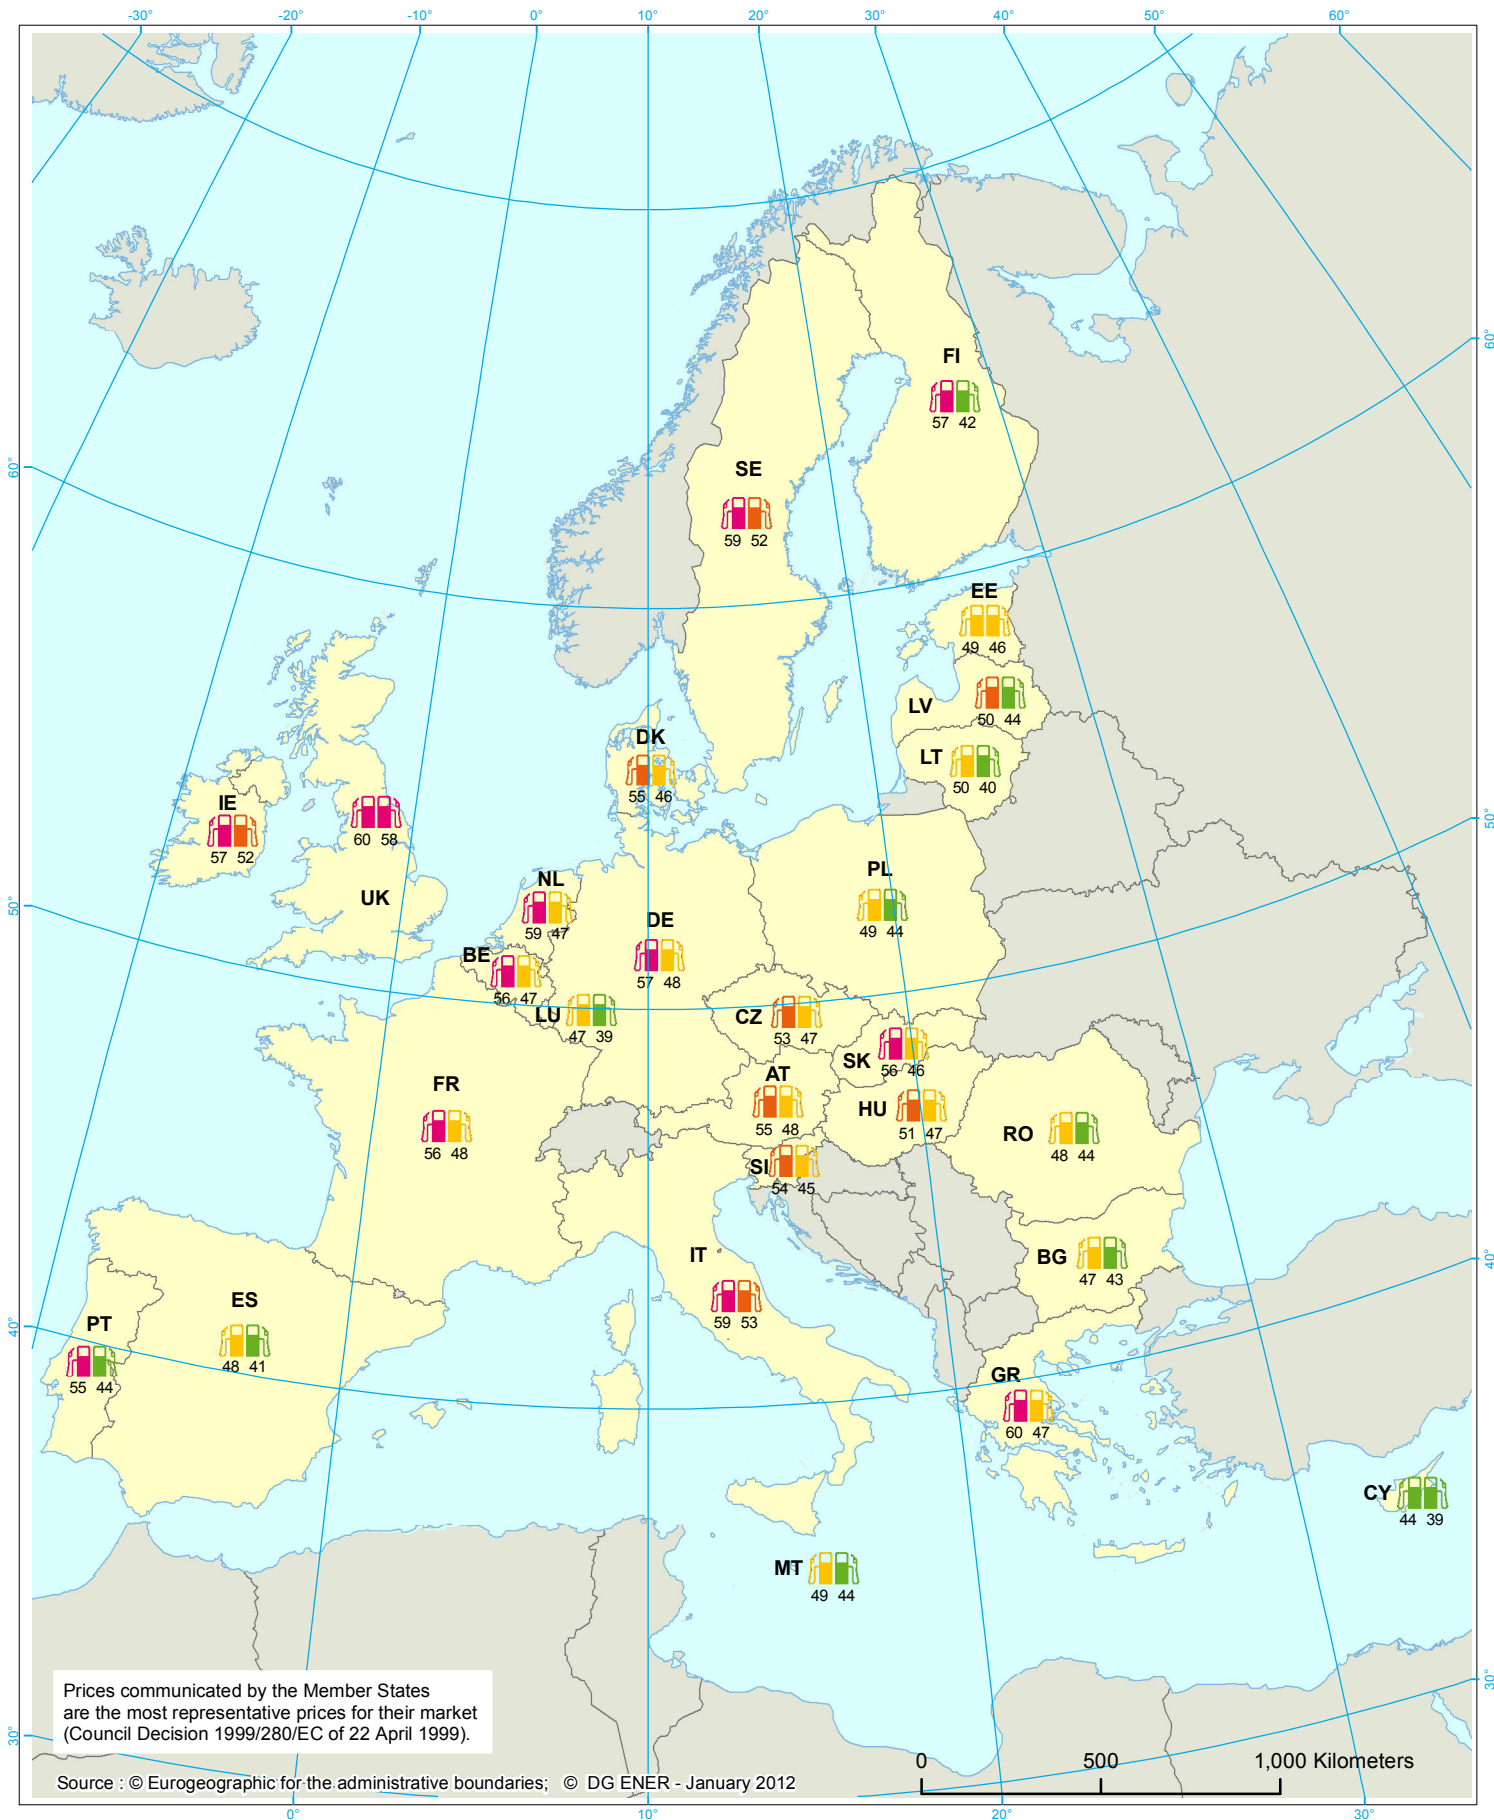 -30° -20° -10° 0° 10° 20° 30° 40° 50° 60°
FI
57 42
60°
SE
60°
59 52
EE
49 46
LV
50 44
DK
LT
55 46
50 40
IE
57 52
60 58
50°
PL
NL
UK
49 44
50°
DE
59 47
BE
57 48
56 47
LU
47 39
CZ
53 47
SK
56 46
AT
FR
HU
55 48
51 47
RO
56 48
48 44
SI
54 45
IT
BG
40°
47 43
ES
PT
59 53
40°
48 41
GR
55 44
60 47
CY
44 39
MT
49 44
30°
Prices communicated by the Member States
are the most representative prices for their market
(Council Decision 1999/280/EC of 22 April 1999).
30°
0 500 1,000 Kilometers
Source : © Eurogeographic for the administrative boundaries; © DG ENER - January 2012
0° 10° 20° 30°